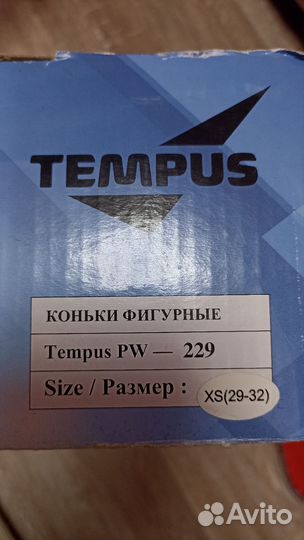 TEMPUS
КОНЬКИ ФИГУРНЫЕ
Tempus PW — 229
Size / Размер : XS(29-32)
Avito